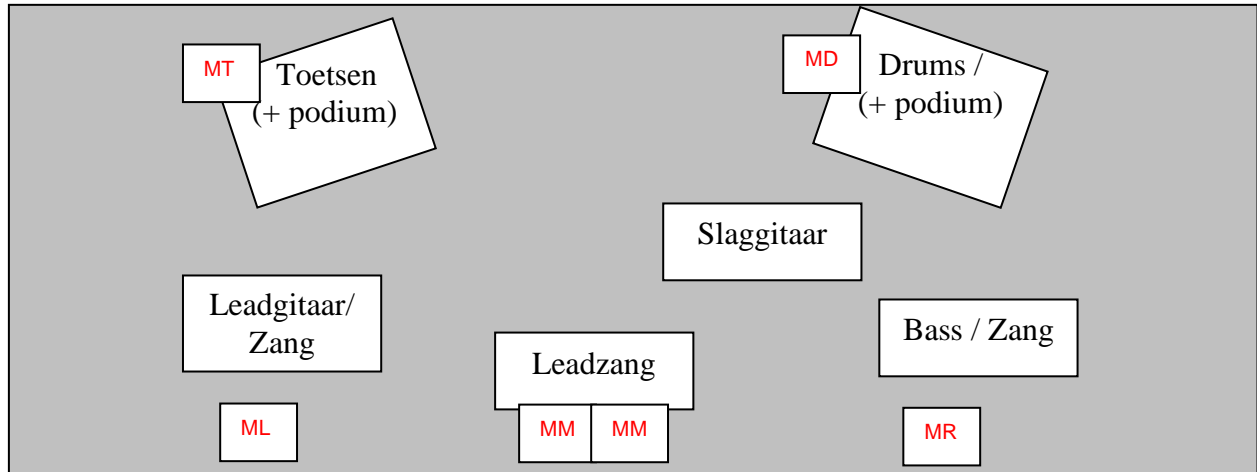 MT
Toetsen
(+ podium)
MD
Drums /
(+ podium)
Slaggitaar
Leadgitaar/
Zang
Leadzang
Bass / Zang
ML
MM
MM
MR